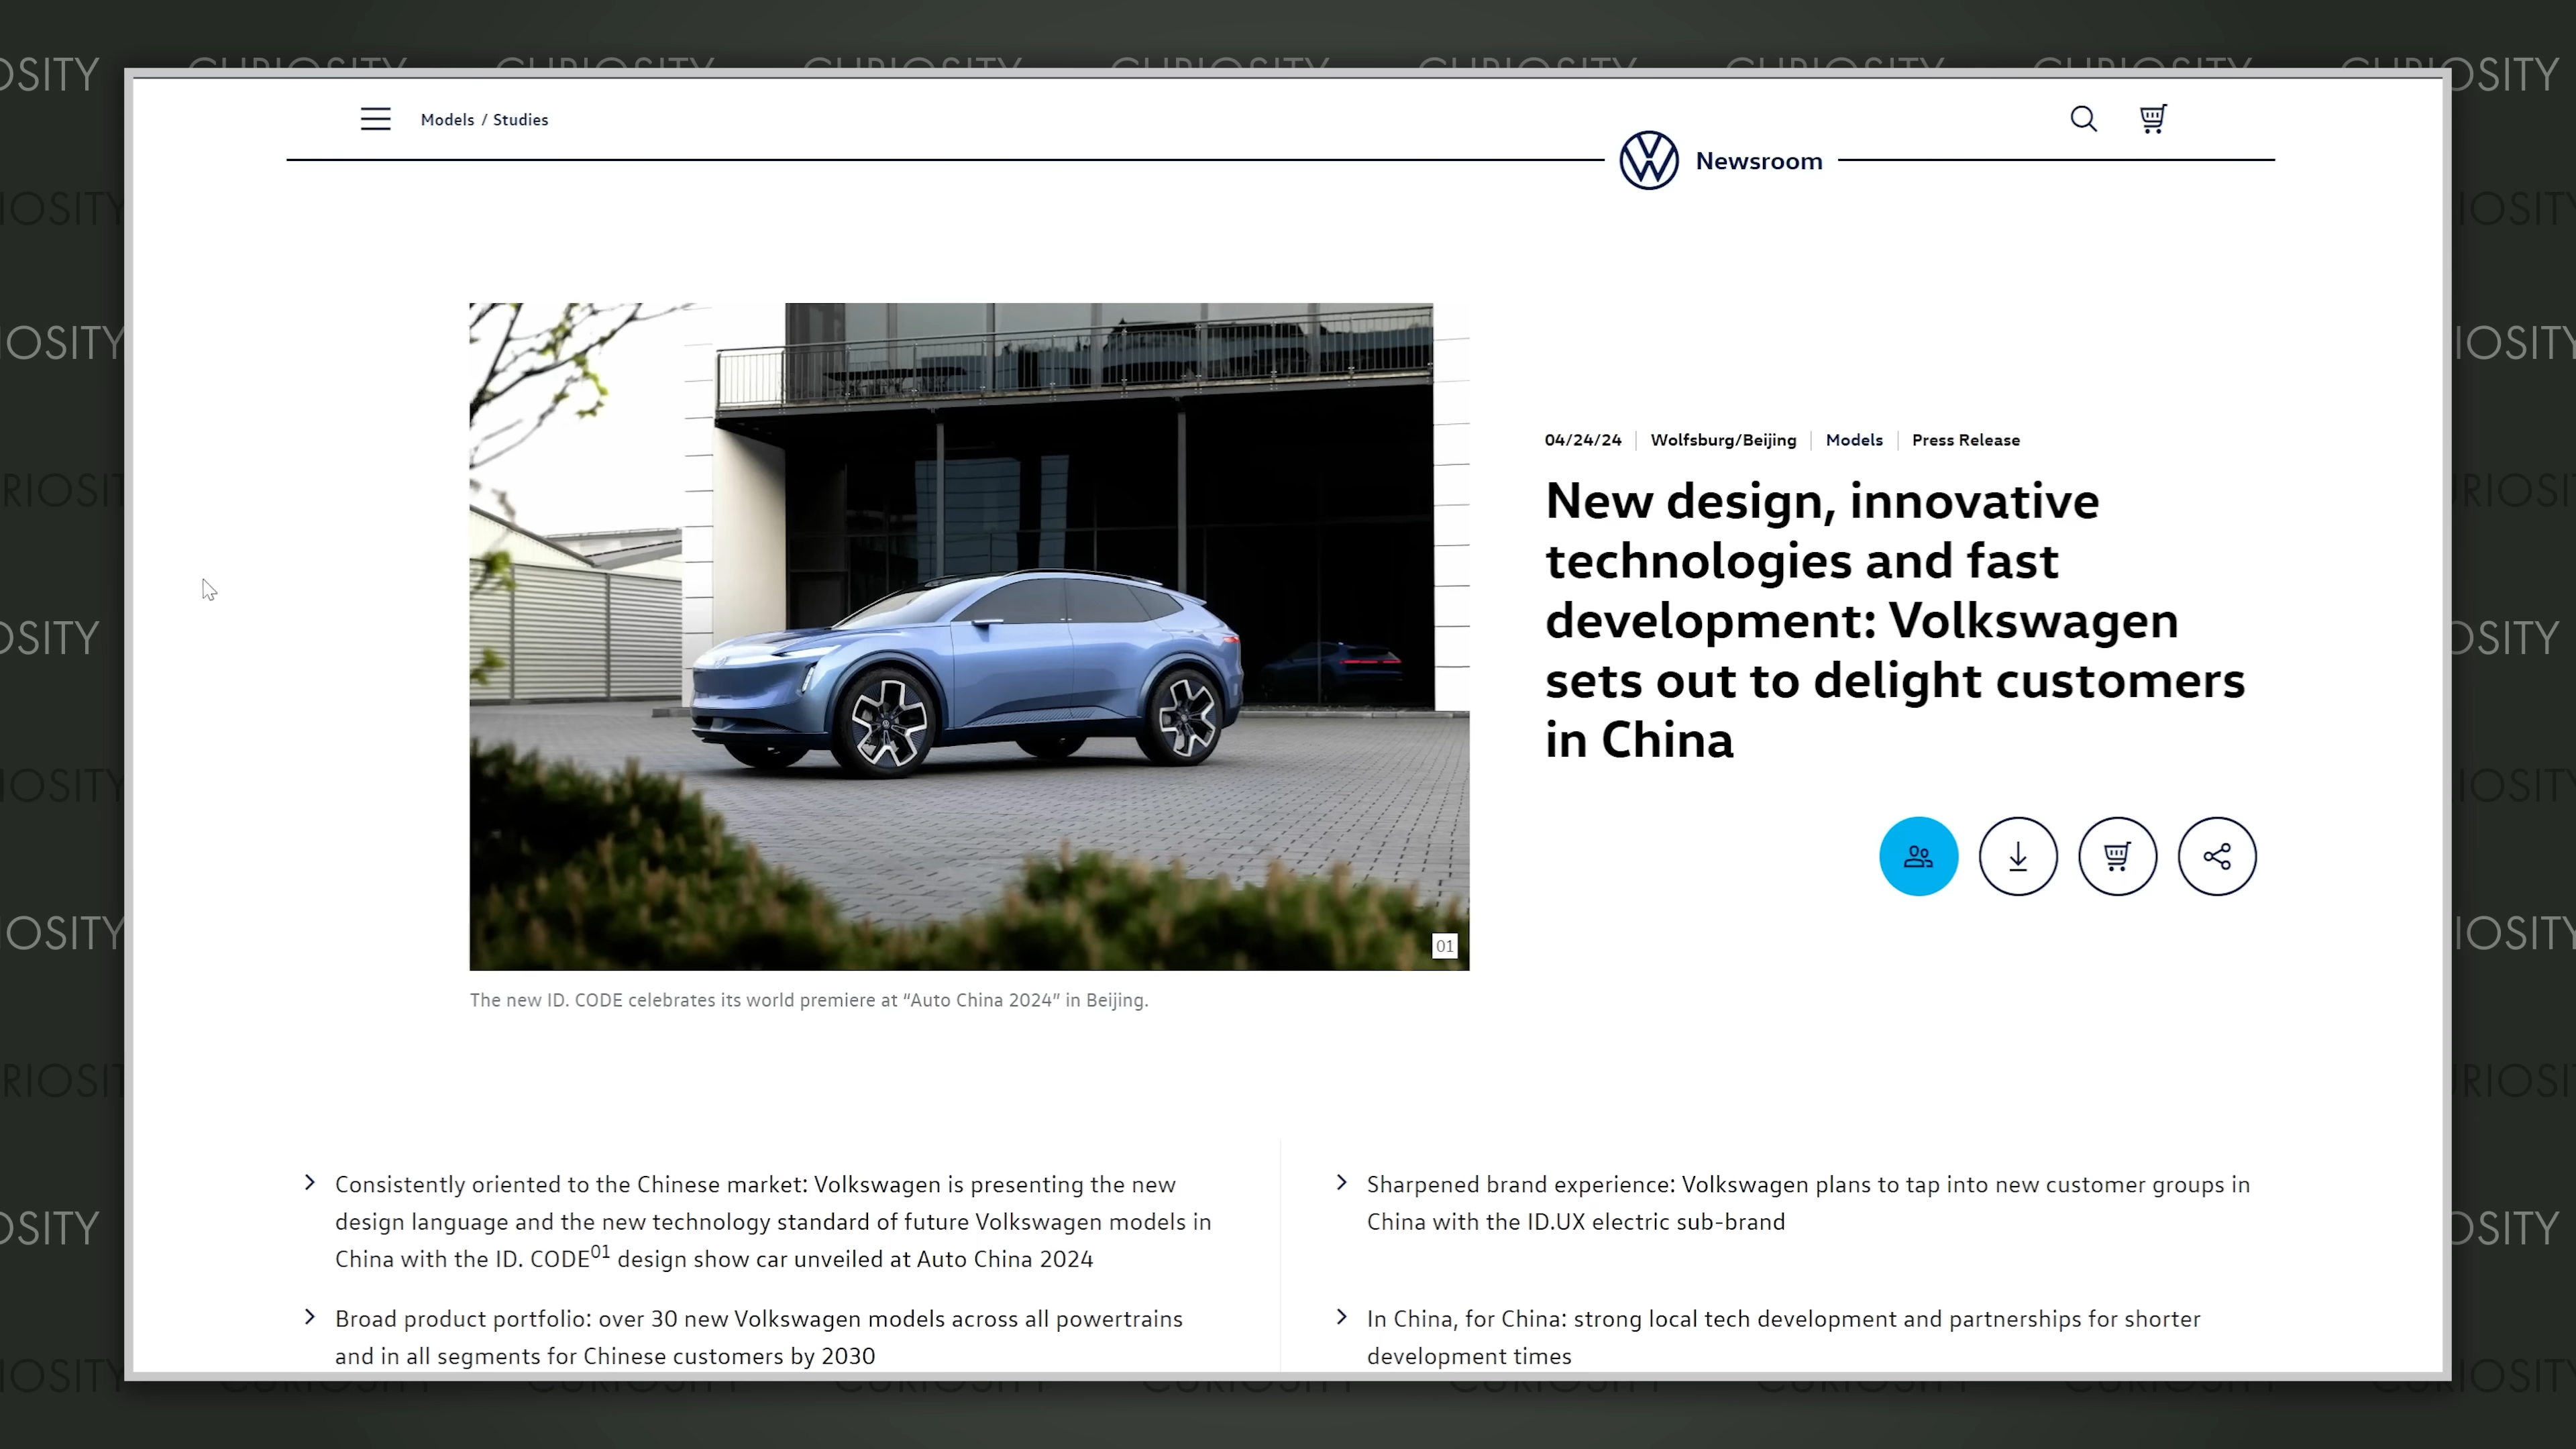 Models / Studies
Newsroom
04/24/24 Wolfsburg/Beijing Models Press Release
New design, innovative
technologies and fast
development: Volkswagen
sets out to delight customers
in China
01
The new ID. CODE celebrates its world premiere at “Auto China 2024” in Beijing.
Consistently oriented to the Chinese market: Volkswagen is presenting the new
design language and the new technology standard of future Volkswagen models in
China with the ID. CODE01 design show car unveiled at Auto China 2024
Broad product portfolio: over 30 new Volkswagen models across all powertrains
and in all segments for Chinese customers by 2030
Sharpened brand experience: Volkswagen plans to tap into new customer groups in
China with the ID.UX electric sub-brand
In China, for China: strong local tech development and partnerships for shorter
development times